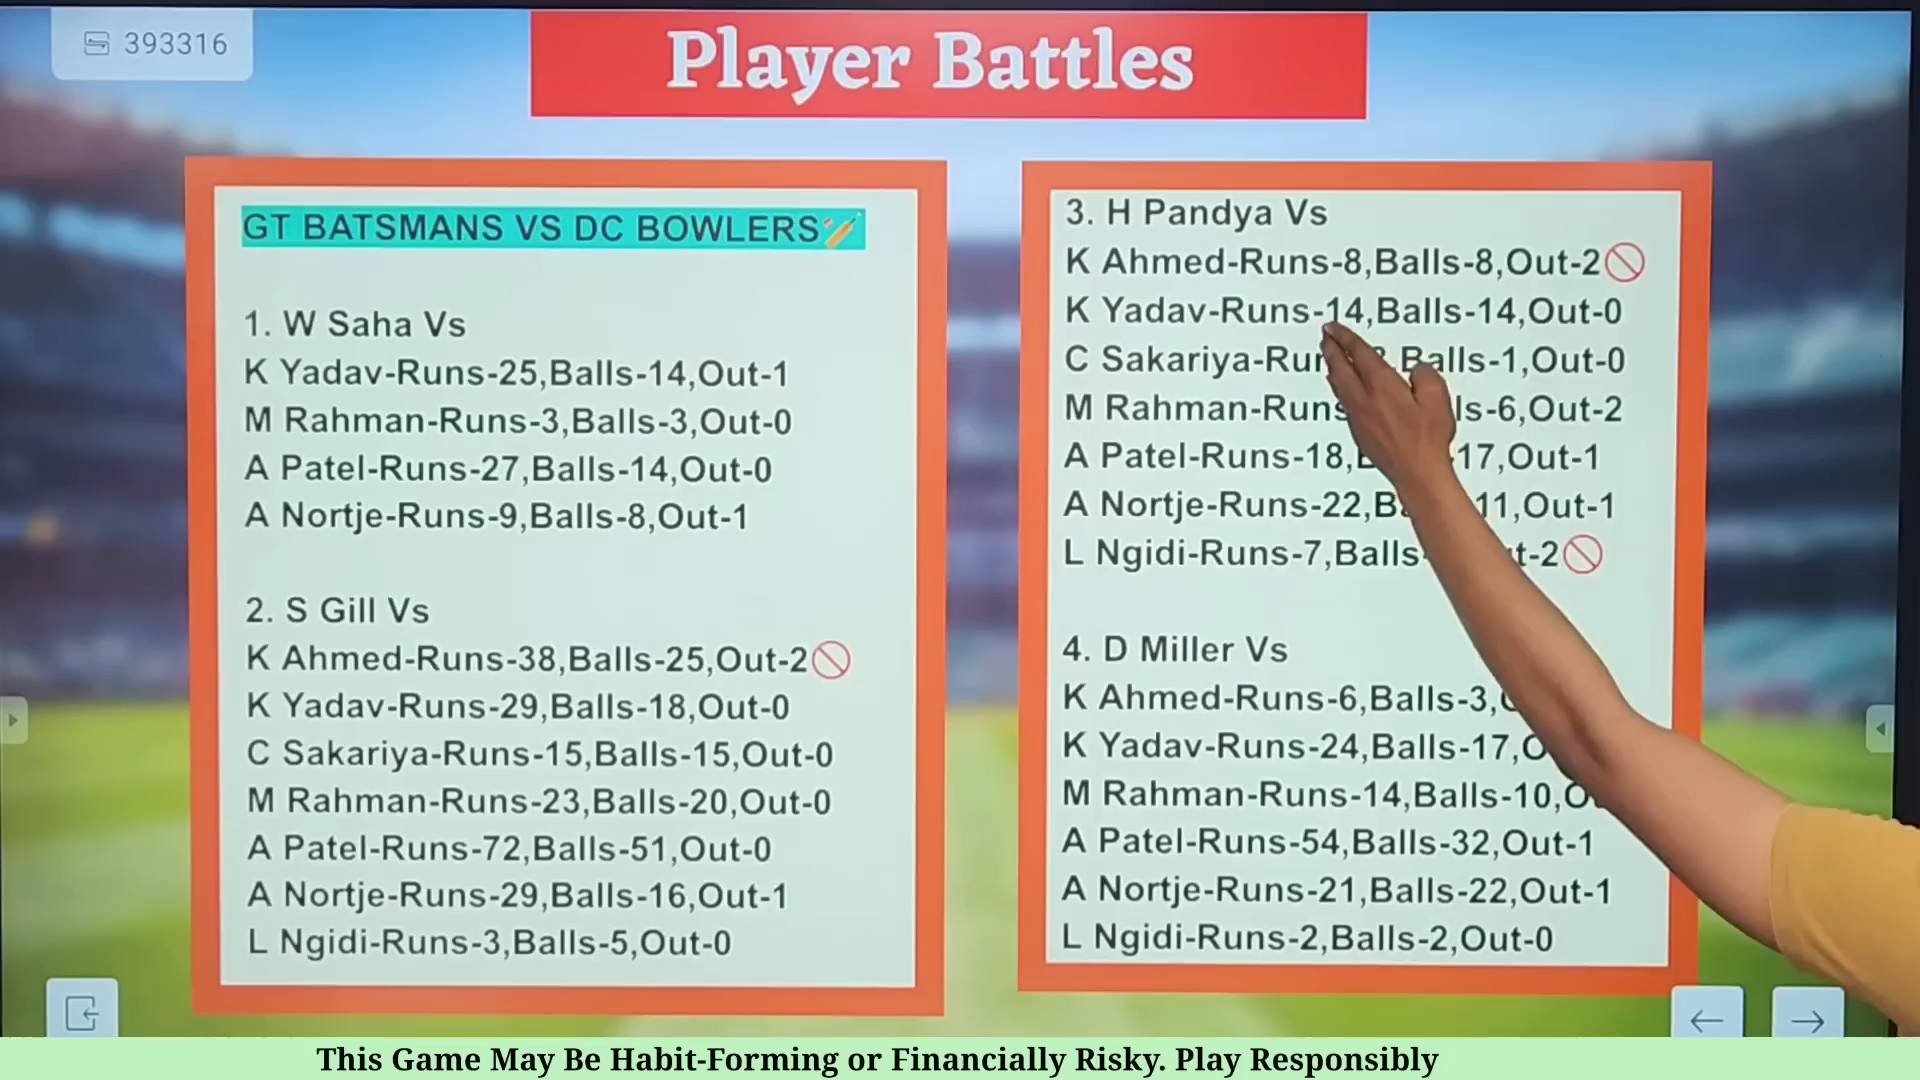 393316
Player Battles
GT BATSMANS VS DC BOWLERS
1. W Saha Vs
K Yadav-Runs-25,Balls-14,Out-1
M Rahman-Runs-3,Balls-3,Out-0
A Patel-Runs-27,Balls-14,Out-0
A Nortje-Runs-9,Balls-8,Out-1
2. S Gill Vs
K Ahmed-Runs-38,Balls-25,Out-2
K Yadav-Runs-29,Balls-18,Out-0
C Sakariya-Runs-15,Balls-15,Out-0
M Rahman-Runs-23,Balls-20,Out-0
A Patel-Runs-72,Balls-51,Out-0
A Nortje-Runs-29,Balls-16,Out-1
L Ngidi-Runs-3,Balls-5,Out-0
3. H Pandya Vs
K Ahmed-Runs-8,Balls-8,Out-2
K Yadav-Runs-14,Balls-14,Out-0
C Sakariya- Balls-1,Out-0
M Rahman-Runs -6,Out-2
A Patel-Runs-18, 17,Out-1
A Nortje-Runs-22, 11,Out-1
L Ngidi-Runs-7,Balls -2
4. D Miller Vs
K Ahmed-Runs-6,Balls-3,
K Yadav-Runs-24,Balls-17,
M Rahman-Runs-14,Balls-10,
A Patel-Runs-54,Balls-32,Out-1
A Nortje-Runs-21,Balls-22,Out-1
L Ngidi-Runs-2,Balls-2,Out-0
This Game May Be Habit-Forming or Financially Risky. Play Responsibly